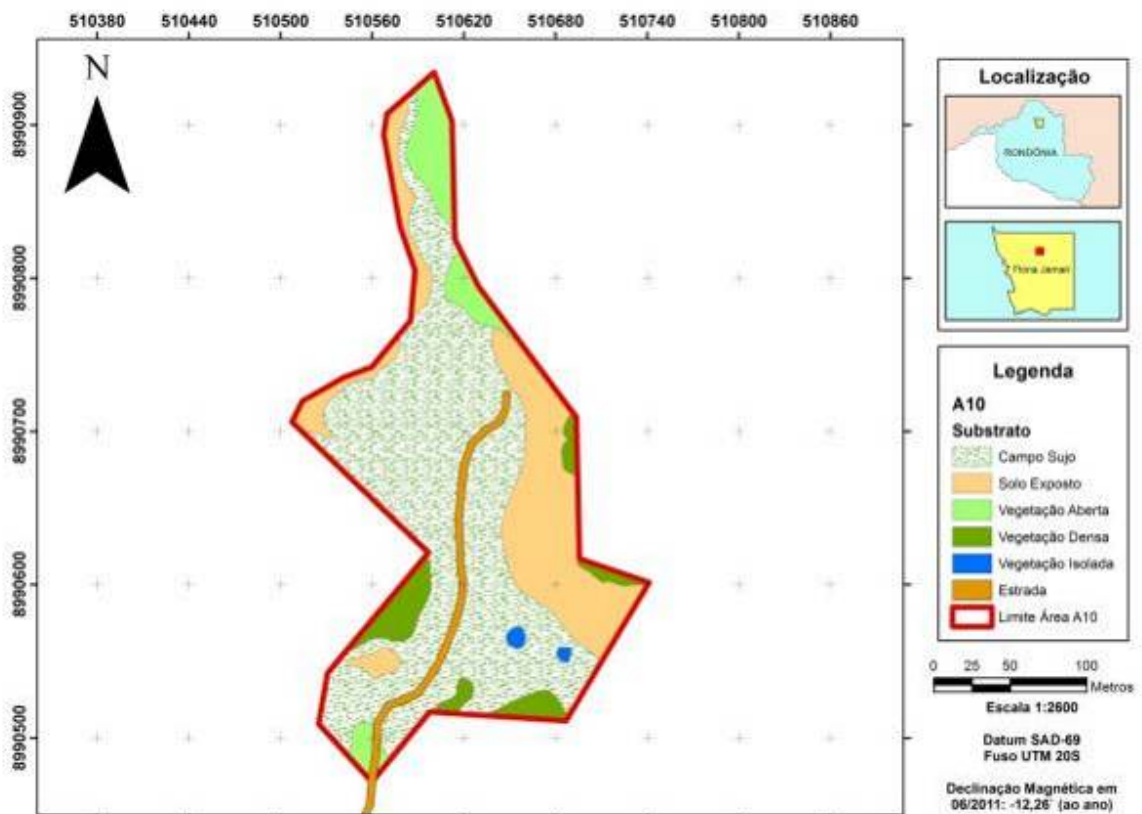 510380 510440 510500 510560 510620 510680 510740 510800 510860
N
8990900
8990800
8990700
8990600
8990500
Localização
RONDÔNIA
Flona Jamari
Legenda
A10
Substrato
Campo Sujo
Solo Exposto
Vegetação Aberta
Vegetação Densa
Vegetação Isolada
Estrada
Limite Área A10
0 25 50 100
Metros
Escala 1:2600
Datum SAD-69
Fuso UTM 20S
Declinação Magnética em
06/2011: -12,26' (ao ano)